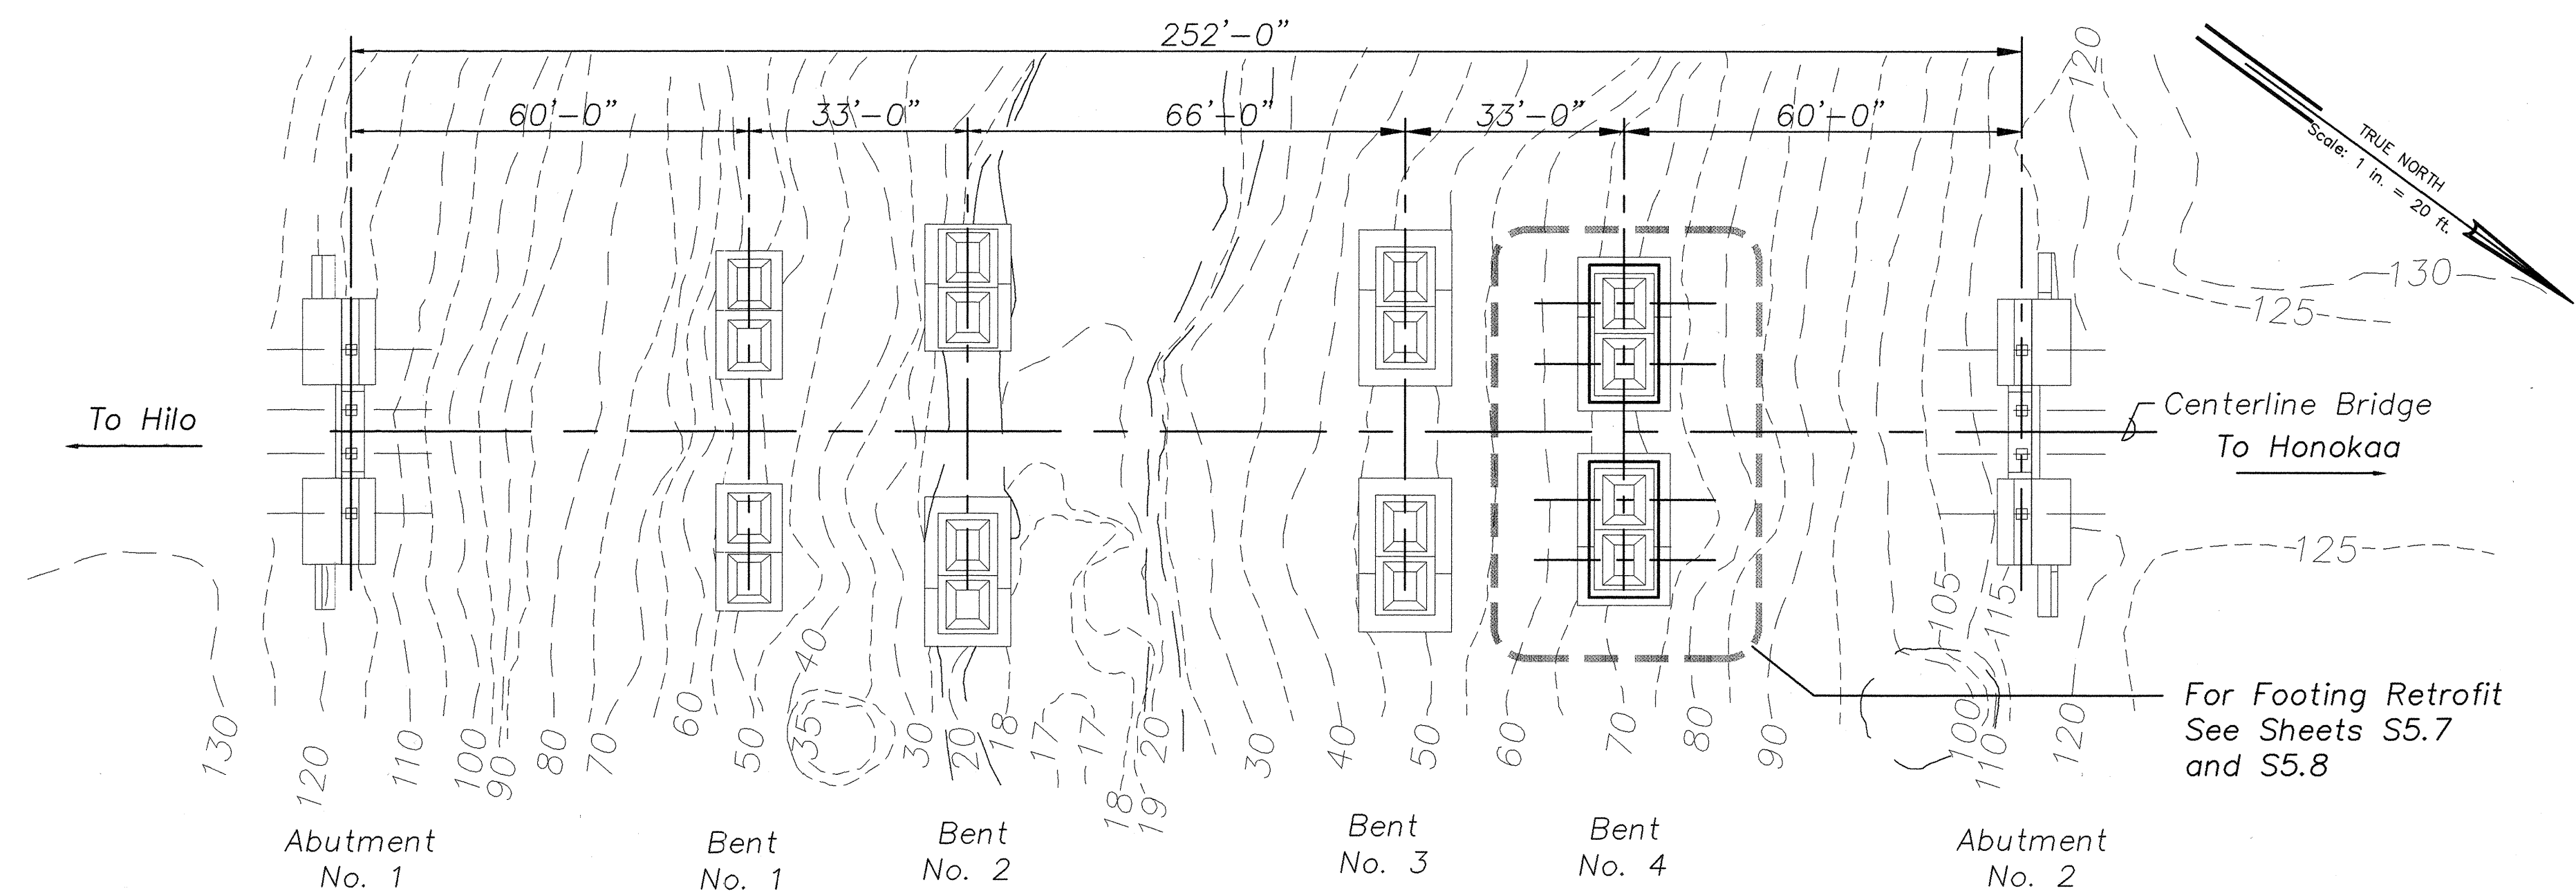 252'-0"
60'-0"
33'-0"
66'-0"
33'-0"
60'-0"
120
TRUE NORTH
Scale: 1 in. = 20 ft.
130
125
To Hilo
Centerline Bridge
To Honokaa
125
105
115
40
35
For Footing Retrofit
See Sheets S5.7
and S5.8
130
120
110
100
90
80
70
60
50
30
20
18
17
17
18
19
20
30
40
50
60
70
80
90
100
110
120
Abutment
No. 1
Bent
No. 1
Bent
No. 2
Bent
No. 3
Bent
No. 4
Abutment
No. 2